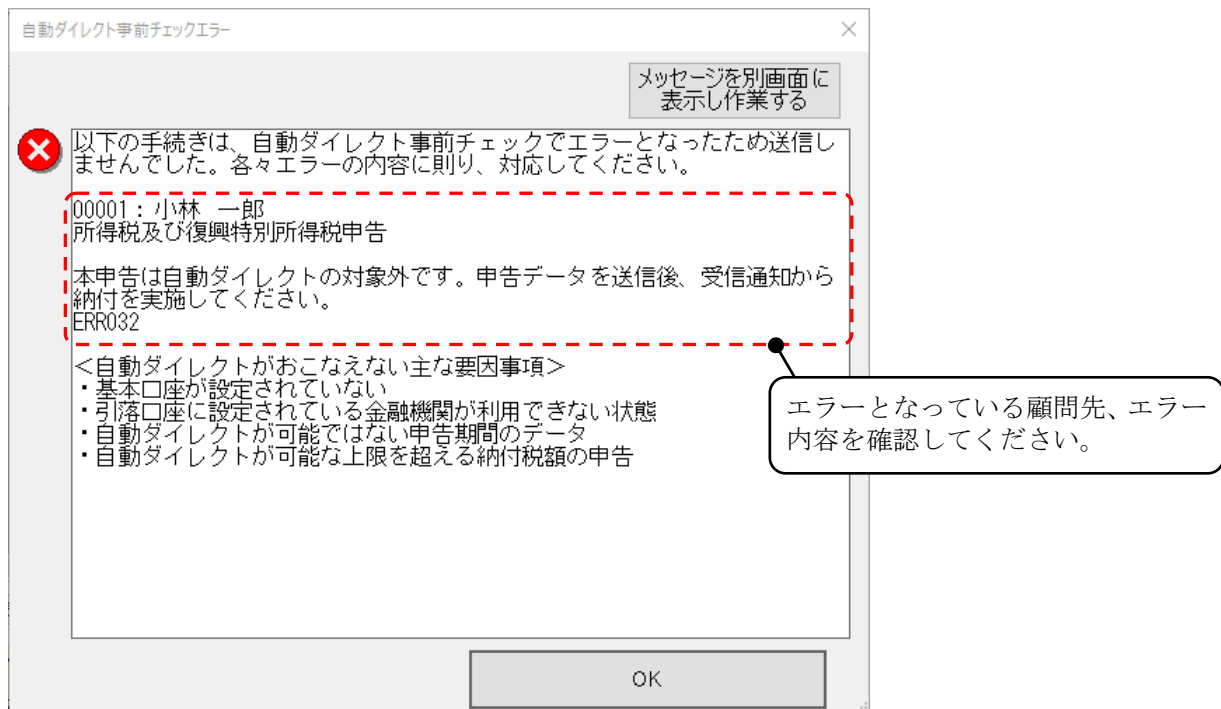 自動ダイレクト事前チェックエラー
メッセージを別画面に
表示し作業する
以下の手続きは、自動ダイレクト事前チェックでエラーとなったため送信し
ませんでした。各々エラーの内容に則り、対応してください。
00001：小林　一郎
所得税及び復興特別所得税申告
本申告は自動ダイレクトの対象外です。申告データを送信後、受信通知から
納付を実施してください。
ERR032
＜自動ダイレクトがおこなえない主な要因事項＞
・基本口座が設定されていない
・引落口座に設定されている金融機関が利用できない状態
・自動ダイレクトが可能ではない申告期間のデータ
・自動ダイレクトが可能な上限を超える納付税額の申告
エラーとなっている顧問先、エラー
内容を確認してください。
OK